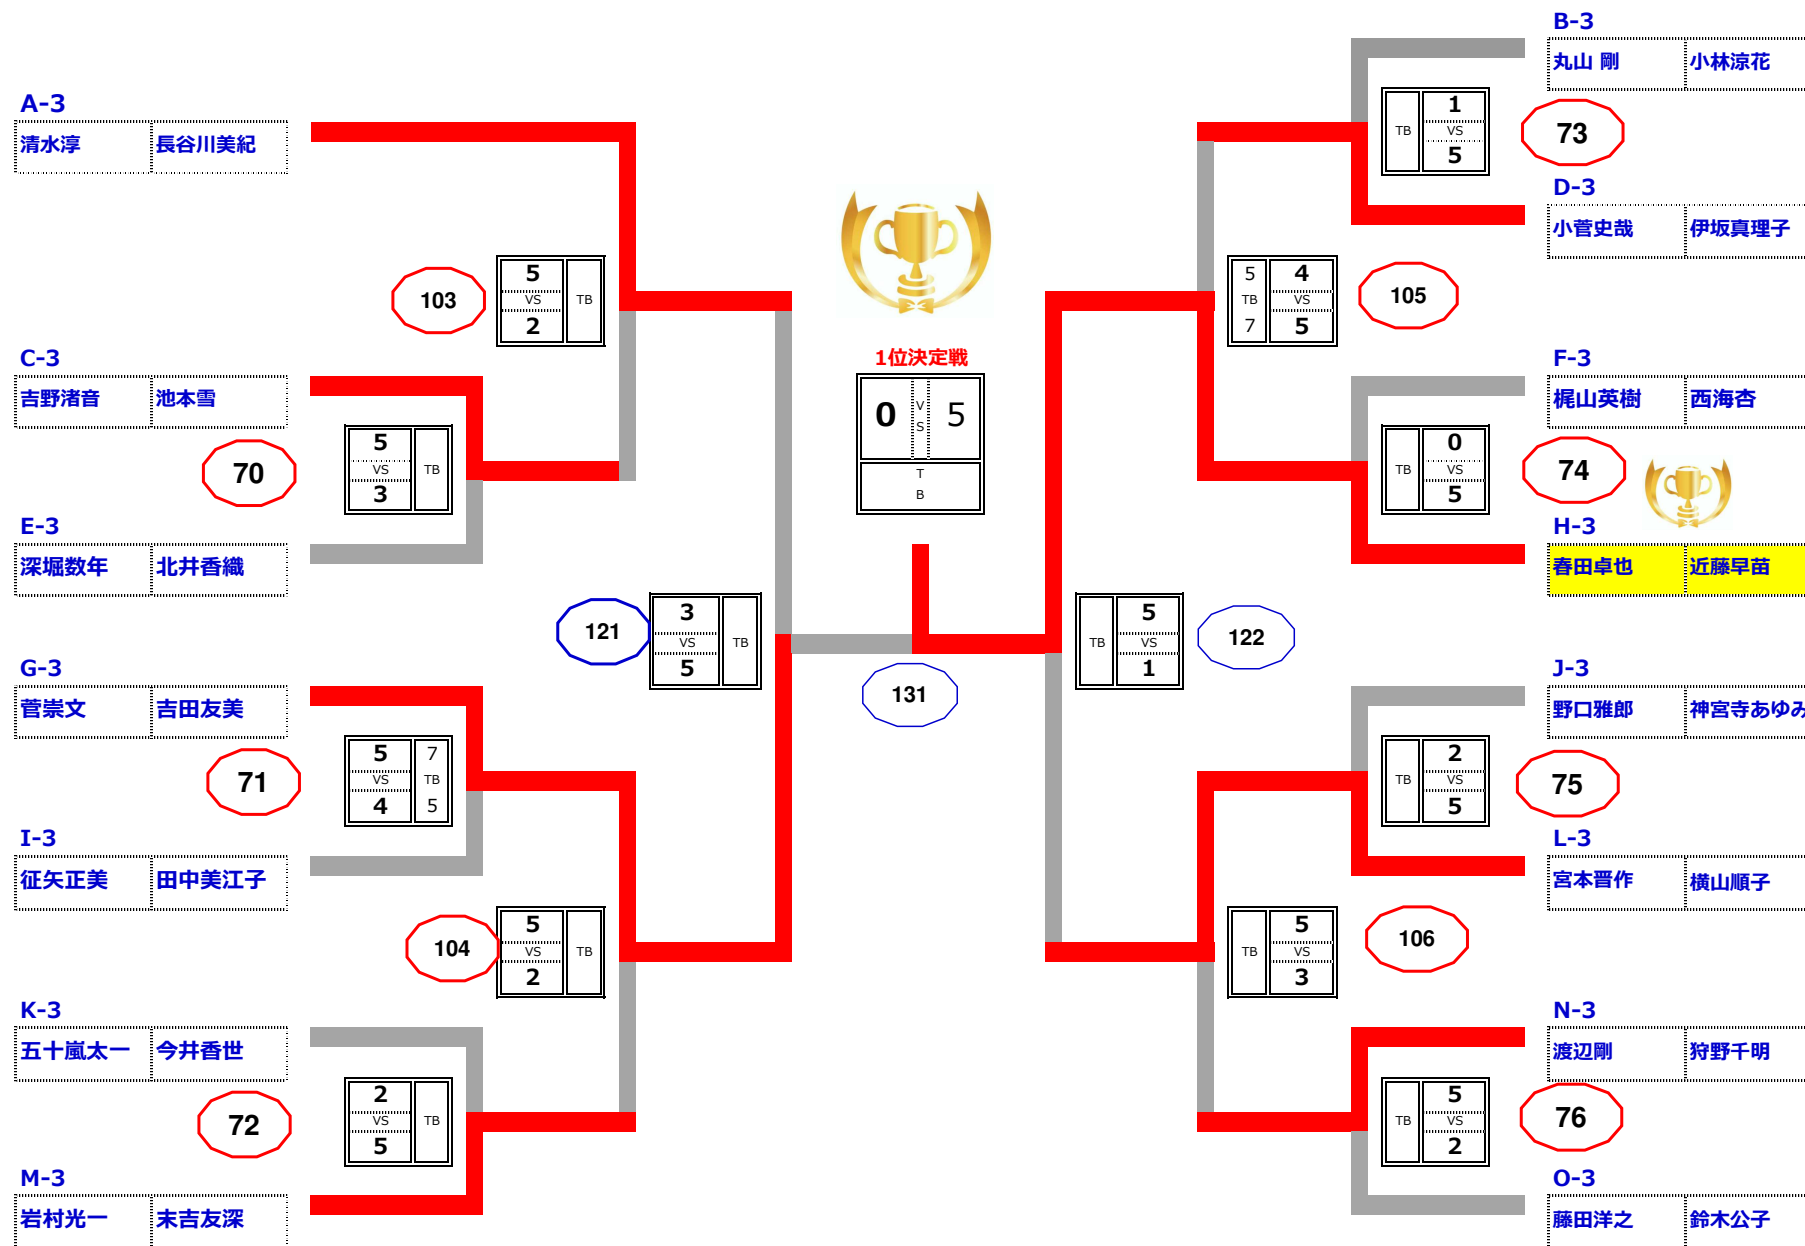 A-3
清水淳 長谷川美紀
103
5
VS
2
TB
C-3
吉野渚音 池本雪
70
5
VS
3
TB
E-3
深堀数年 北井香織
121
3
VS
5
TB
G-3
菅崇文 吉田友美
71
5
VS
4
7
TB
5
I-3
征矢正美 田中美江子
104
5
VS
2
TB
K-3
五十嵐太一 今井香世
72
2
VS
5
TB
M-3
岩村光一 末吉友深
1位決定戦
0
V
S
5
T
B
131
B-3
丸山 剛 小林涼花
TB
1
VS
5
73
D-3
小菅史哉 伊坂真理子
5
TB
7
4
VS
5
105
F-3
梶山英樹 西海杏
TB
0
VS
5
74
H-3
春田卓也 近藤早苗
TB
5
VS
1
122
J-3
野口雅郎 神宮寺あゆみ
TB
2
VS
5
75
L-3
宮本晋作 横山順子
TB
5
VS
3
106
N-3
渡辺剛 狩野千明
TB
5
VS
2
76
O-3
藤田洋之 鈴木公子